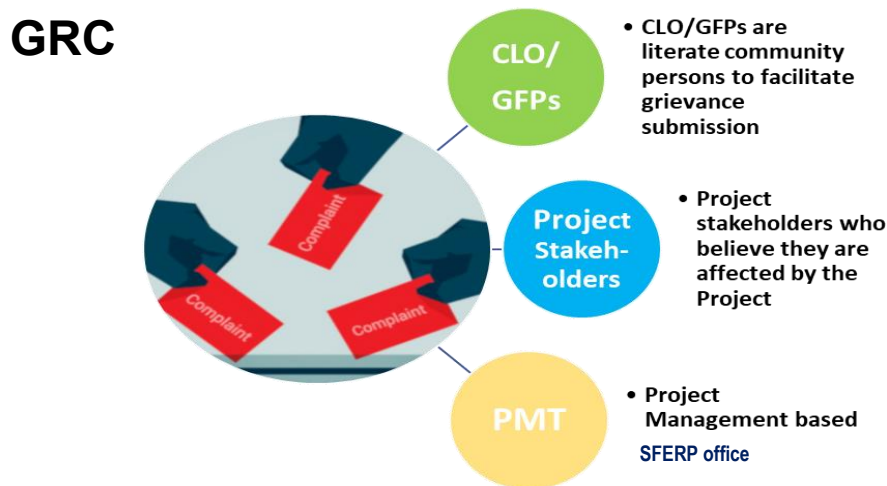 GRC
CLO/
GFPs
• CLO/GFPs are
literate community
persons to facilitate
grievance
submission
Complaint
Complaint
Complaint
Project
Stakeh-
olders
• Project
stakeholders who
believe they are
affected by the
Project
PMT
• Project
Management based
SFERP office